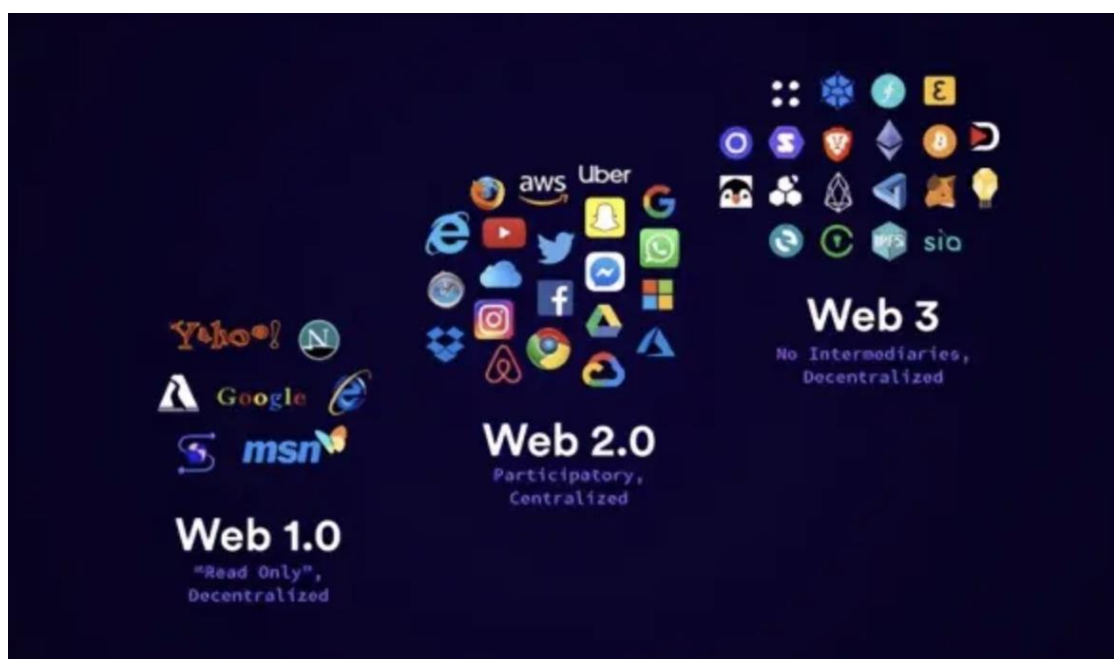 aws
Uber
Web 3
No Intermediaries,
Decentralized
IPFS
sia
Yahoo!
N
Google
msn
Web 2.0
Participatory,
Centralized
Web 1.0
“Read Only”,
Decentralized